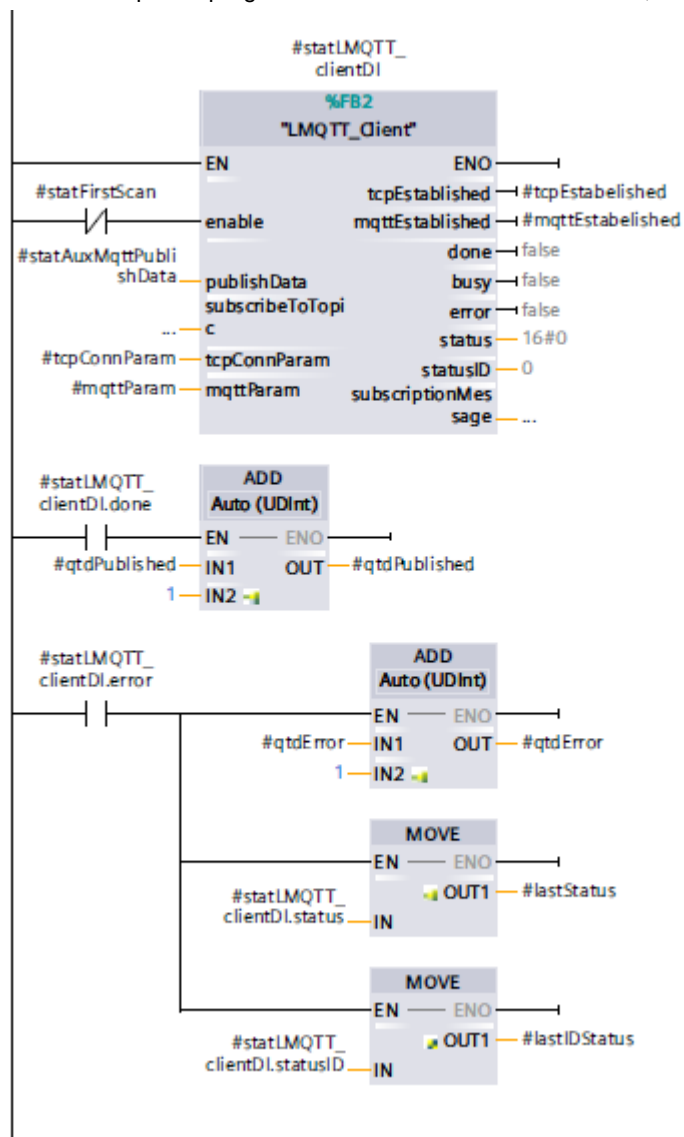 #statLMQTT_
clientDI
%FB2
"LMQTT_Client"
EN
ENO
tcpEstablished
#tcpEstabelished
#statFirstScan
enable
mqttEstablished
#mqttEstabelished
done
false
#statAuxMqttPubli
shData
publishData
busy
false
subscribeToTopi
c
...
error
false
status
16#0
#tcpConnParam
tcpConnParam
statusID
0
#mqttParam
mqttParam
subscriptionMes
sage
...
#statLMQTT_
clientDI.done
ADD
Auto (UDInt)
EN
ENO
#qtdPublished
IN1
OUT
#qtdPublished
1
IN2
#statLMQTT_
clientDI.error
ADD
Auto (UDInt)
EN
ENO
#qtdError
IN1
OUT
#qtdError
1
IN2
MOVE
EN
ENO
OUT1
#lastStatus
#statLMQTT_
clientDI.status
IN
MOVE
EN
ENO
OUT1
#lastIDStatus
#statLMQTT_
clientDI.statusID
IN